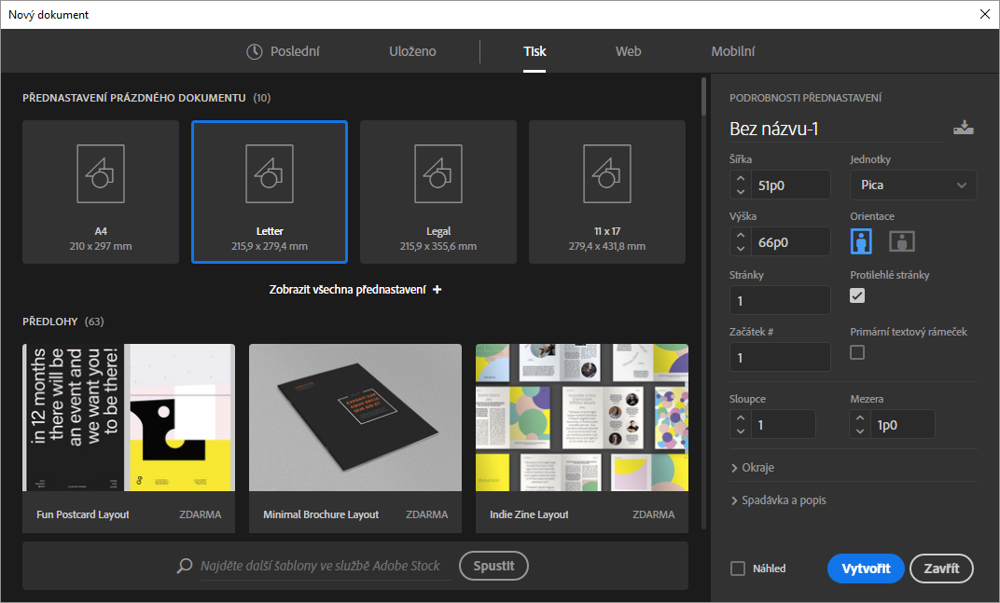 Nový dokument
Poslední
Uloženo
Tisk
Web
Mobilní
PŘEDNASTAVENÍ PRÁZDNÉHO DOKUMENTU (10)
A4
210 x 297 mm
Letter
215,9 x 279,4 mm
Legal
215,9 x 355,6 mm
11 x 17
279,4 x 431,8 mm
Zobrazit všechna přednastavení +
PŘEDLOHY (63)
in 12 months
there will be
an event and
we want you
to be there!
Gg
Fun Postcard Layout
ZDARMA
Minimal Brochure Layout
ZDARMA
Indie Zine Layout
ZDARMA
Najděte další šablony ve službě Adobe Stock
Spustit
PODROBNOSTI PŘEDNASTAVENÍ
Bez názvu-1
Šířka
51p0
Jednotky
Pica
Výška
66p0
Orientace
Stránky
1
Protilehlé stránky
Začátek #
1
Primární textový rámeček
Sloupce
1
Mezera
1p0
Okraje
Spadávka a popis
Náhled
Vytvořit
Zavřít